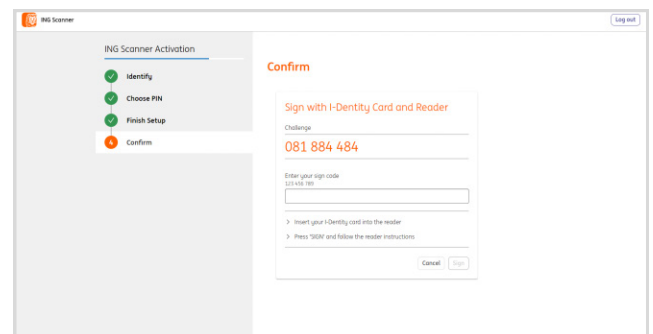 ING Scanner
Log out
ING Scanner Activation
Identify
Choose PIN
Finish Setup
4 Confirm
Confirm
Sign with I-Dentity Card and Reader
Challenge
081 884 484
Enter your sign code
123 456 789
> Insert your I-Dentity card into the reader
> Press 'SIGN' and follow the reader instructions
Cancel Sign